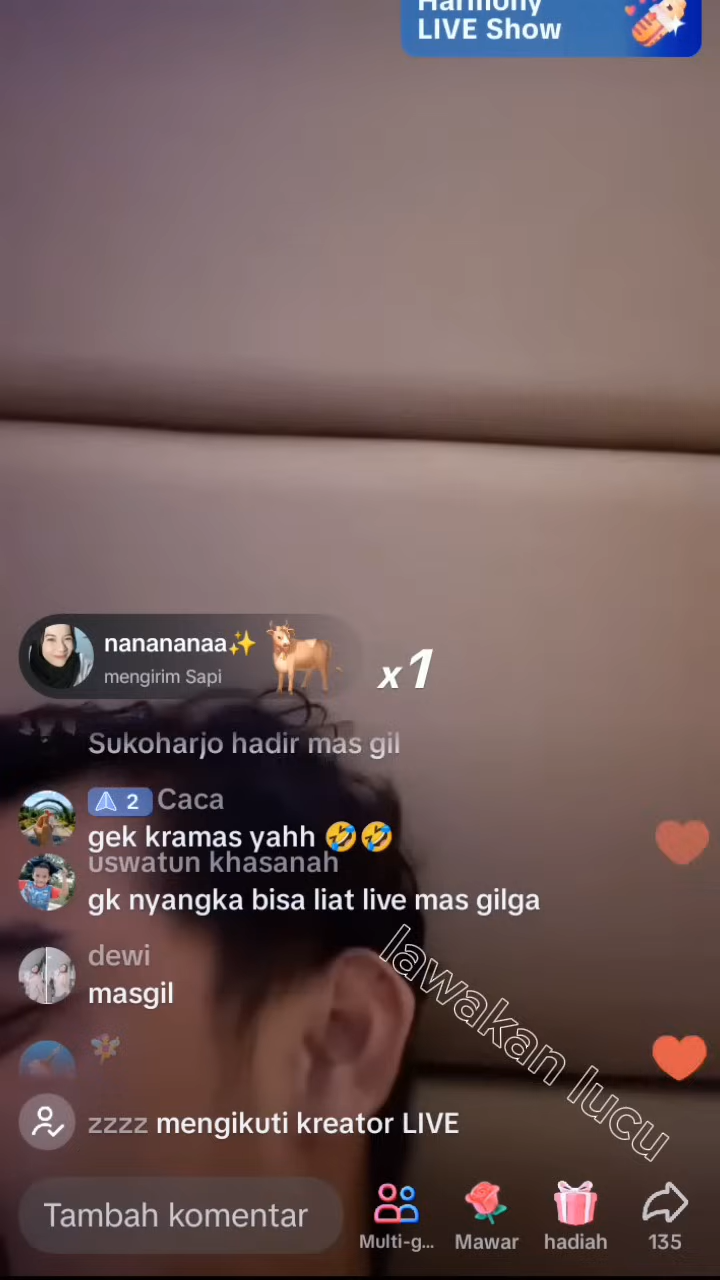 Harmony
LIVE Show
nanananaa✨
mengirim Sapi
x1
Sukoharjo hadir mas gil
2 Caca
gek kramas yahh 🤣🤣
uswatun khasanah
gk nyangka bisa liat live mas gilga
dewi
masgil
🧚
zzzz mengikuti kreator LIVE
lawakan lucu
Tambah komentar
Multi-g...
Mawar
hadiah
135